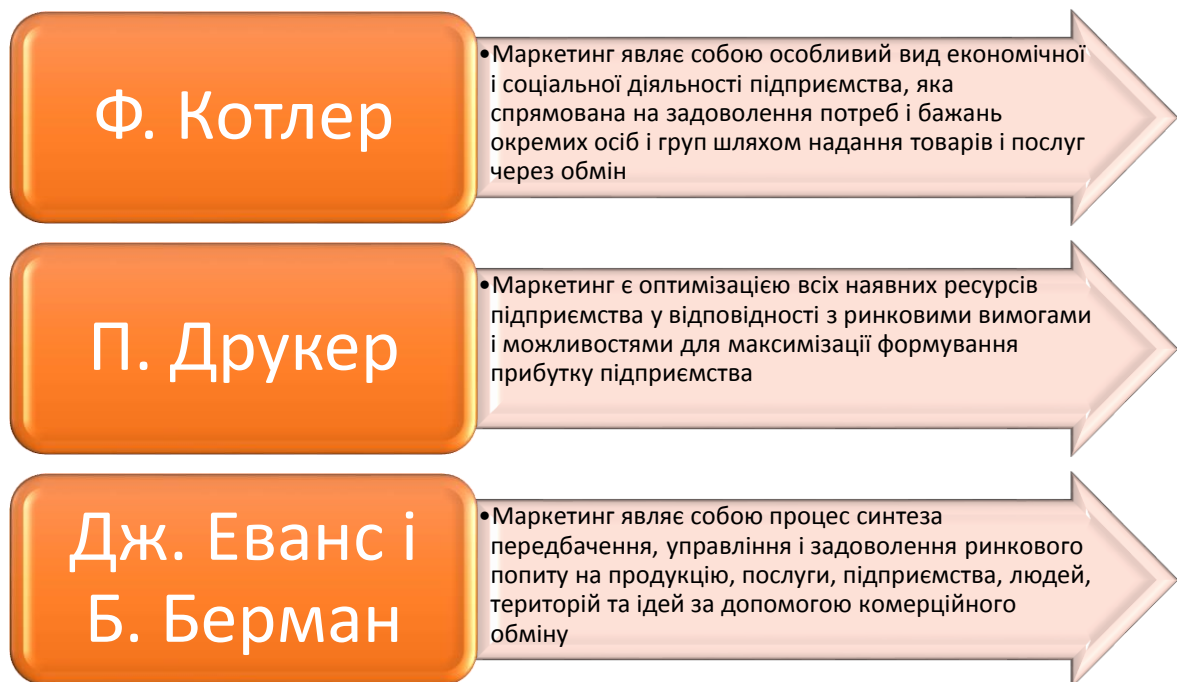 Ф. Котлер
•Маркетинг являє собою особливий вид економічної
і соціальної діяльності підприємства, яка
спрямована на задоволення потреб і бажань
окремих осіб і груп шляхом надання товарів і послуг
через обмін
П. Друкер
•Маркетинг є оптимізацією всіх наявних ресурсів
підприємства у відповідності з ринковими вимогами
і можливостями для максимізації формування
прибутку підприємства
Дж. Еванс і
Б. Берман
•Маркетинг являє собою процес синтеза
передбачення, управління і задоволення ринкового
попиту на продукцію, послуги, підприємства, людей,
територій та ідей за допомогою комерційного
обміну